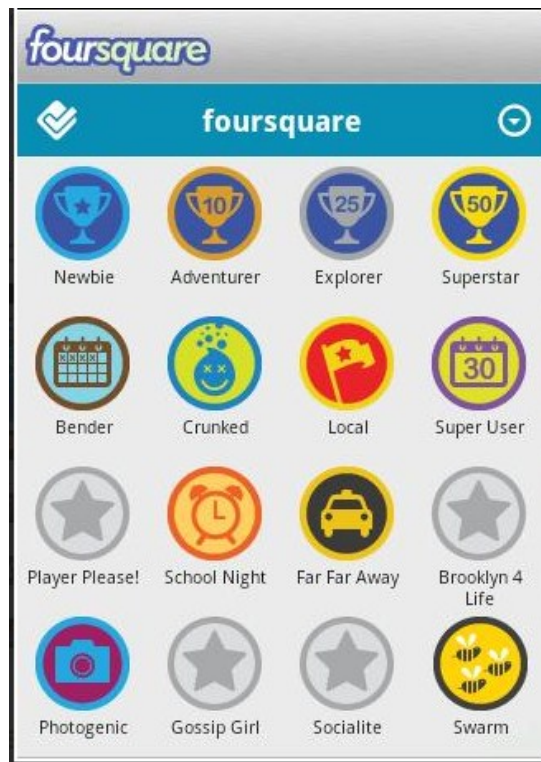 foursquare
foursquare
10
25
50
Newbie
Adventurer
Explorer
Superstar
xxxx
x x
30
Bender
Crunked
Local
Super User
Player Please!
School Night
Far Far Away
Brooklyn 4
Life
Photogenic
Gossip Girl
Socialite
Swarm